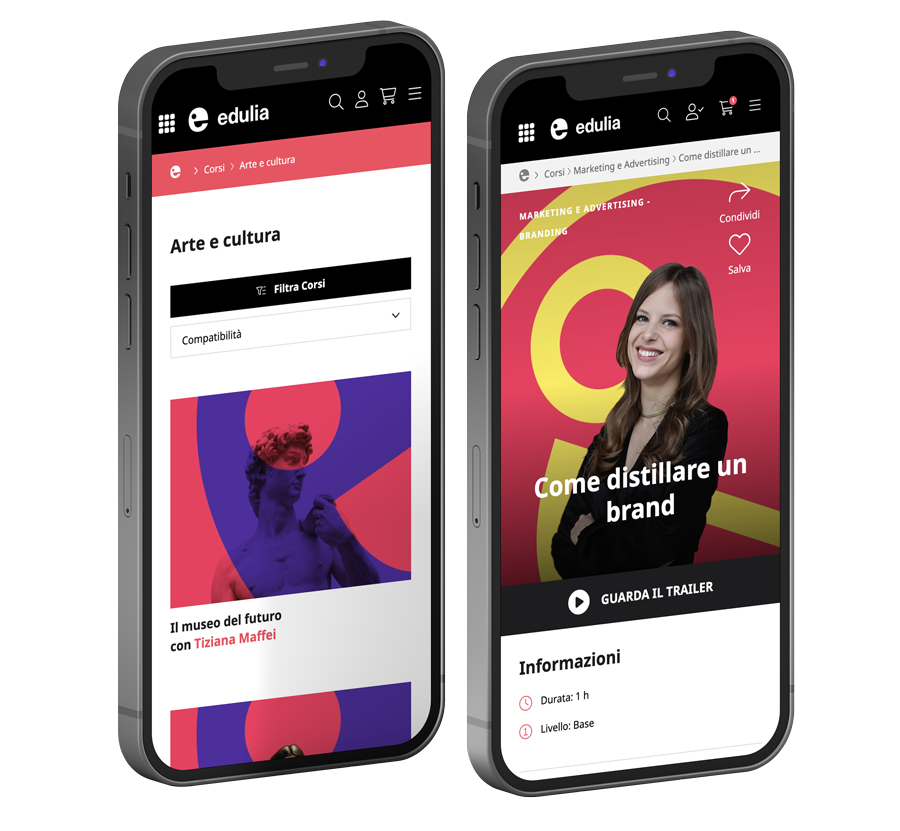 edulia
Corsi > Arte e cultura
Arte e cultura
Filtra Corsi
Compatibilità
Il museo del futuro
con Tiziana Maffei
edulia
1
Corsi > Marketing e Advertising > Come distillare un ...
MARKETING E ADVERTISING -
BRANDING
Condividi
Salva
Come distillare un
brand
GUARDA IL TRAILER
Informazioni
Durata: 1 h
Livello: Base